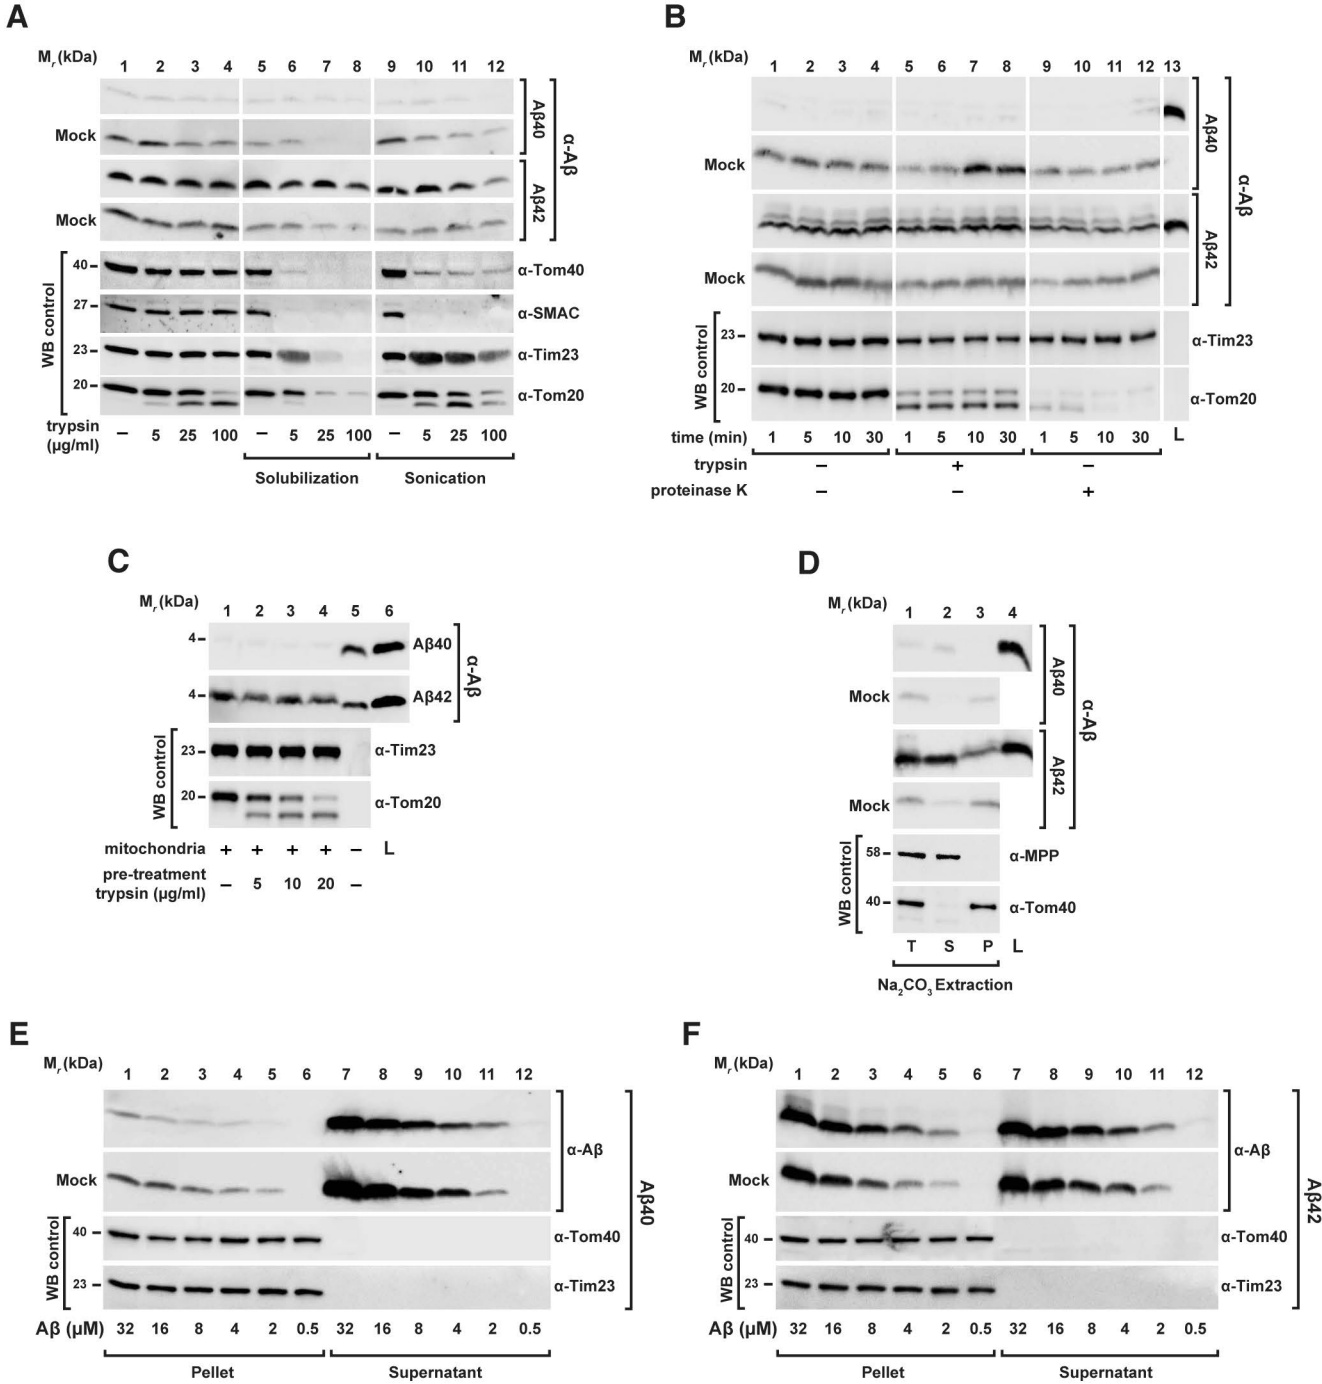 A
M_r (kDa) 1 2 3 4 5 6 7 8 9 10 11 12
Mock
Aβ40
Mock
Aβ42
α-Aβ
WB control
40 α-Tom40
27 α-SMAC
23 α-Tim23
20 α-Tom20
trypsin (μg/ml) – 5 25 100 – 5 25 100 – 5 25 100
Solubilization Sonication
B
M_r (kDa) 1 2 3 4 5 6 7 8 9 10 11 12 13
Mock
Aβ40
Mock
Aβ42
α-Aβ
WB control
23 α-Tim23
20 α-Tom20
time (min) 1 5 10 30 1 5 10 30 1 5 10 30 L
trypsin – + –
proteinase K – – +
C
M_r (kDa) 1 2 3 4 5 6
4 Aβ40
4 Aβ42
α-Aβ
WB control
23 α-Tim23
20 α-Tom20
mitochondria + + + + – L
pre-treatment
trypsin (μg/ml) – 5 10 20 –
D
M_r (kDa) 1 2 3 4
Mock
Aβ40
Mock
Aβ42
α-Aβ
WB control
58 α-MPP
40 α-Tom40
T S P L
Na₂CO₃ Extraction
E
M_r (kDa) 1 2 3 4 5 6 7 8 9 10 11 12
α-Aβ
Mock
Aβ40
WB control
40 α-Tom40
23 α-Tim23
Aβ (μM) 32 16 8 4 2 0.5 32 16 8 4 2 0.5
Pellet Supernatant
F
M_r (kDa) 1 2 3 4 5 6 7 8 9 10 11 12
α-Aβ
Mock
Aβ42
WB control
40 α-Tom40
23 α-Tim23
Aβ (μM) 32 16 8 4 2 0.5 32 16 8 4 2 0.5
Pellet Supernatant